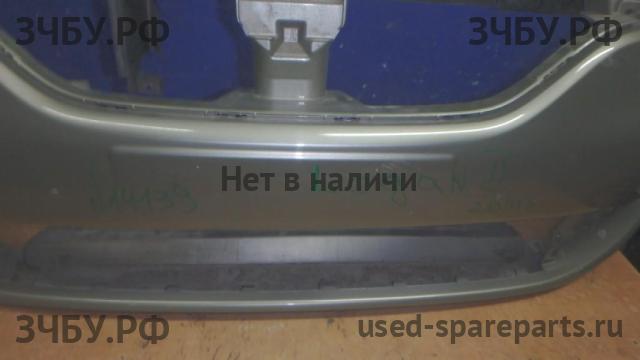 ЗЧБУ.РФ ЗЧБУ.РФ
Нет в наличи
ЗЧБУ.РФ used-spareparts.ru